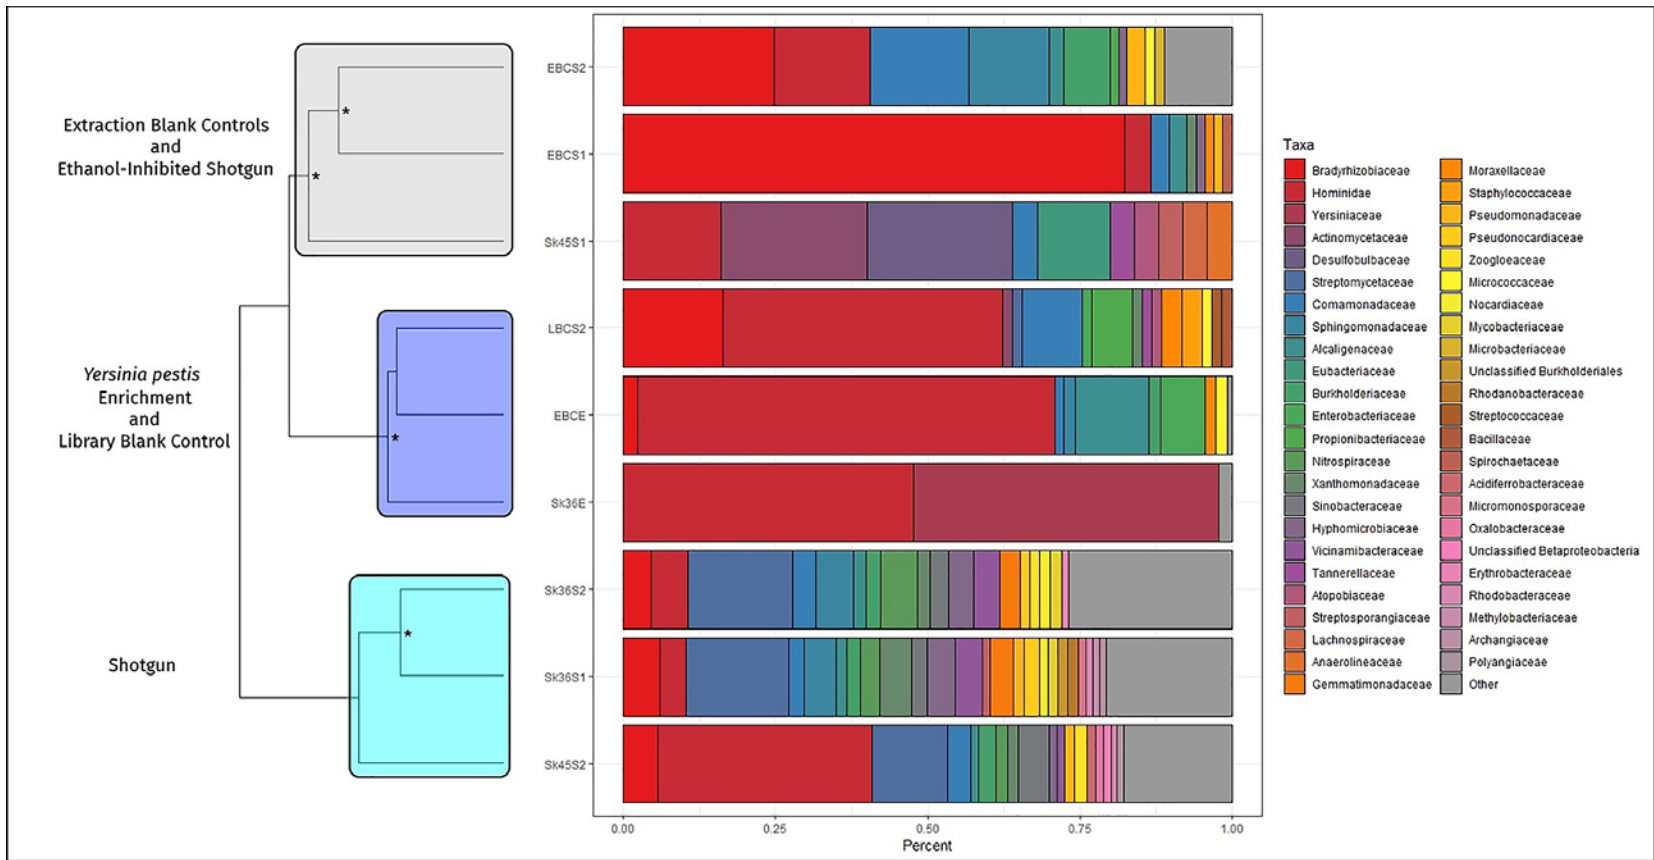 Extraction Blank Controls
and
Ethanol-Inhibited Shotgun
*
*
Yersinia pestis
Enrichment
and
Library Blank Control
*
Shotgun
*
EBCS2
EBCS1
Sk45S1
LBCS2
EBCE
Sk36E
Sk36S2
Sk36S1
Sk45S2
0.00 0.25 0.50 0.75 1.00
Percent
Taxa
Bradyrhizobiaceae
Hominidae
Yersiniaceae
Actinomycetaceae
Desulfobulbaceae
Streptomycetaceae
Comamonadaceae
Sphingomonadaceae
Alcaligenaceae
Eubacteriaceae
Burkholderiaceae
Enterobacteriaceae
Propionibacteriaceae
Nitrospiraceae
Xanthomonadaceae
Sinobacteraceae
Hyphomicrobiaceae
Vicinamibacteraceae
Tannerellaceae
Atopobiaceae
Streptosporangiaceae
Lachnospiraceae
Anaerolineaceae
Gemmatimonadaceae
Moraxellaceae
Staphylococcaceae
Pseudomonadaceae
Pseudonocardiaceae
Zoogloeaceae
Micrococcaceae
Nocardiaceae
Mycobacteriaceae
Microbacteriaceae
Unclassified Burkholderiales
Rhodanobacteraceae
Streptococcaceae
Bacillaceae
Spirochaetaceae
Acidiferrobacteraceae
Micromonosporaceae
Oxalobacteraceae
Unclassified Betaproteobacteria
Erythrobacteraceae
Rhodobacteraceae
Methylobacteriaceae
Archangiaceae
Polyangiaceae
Other